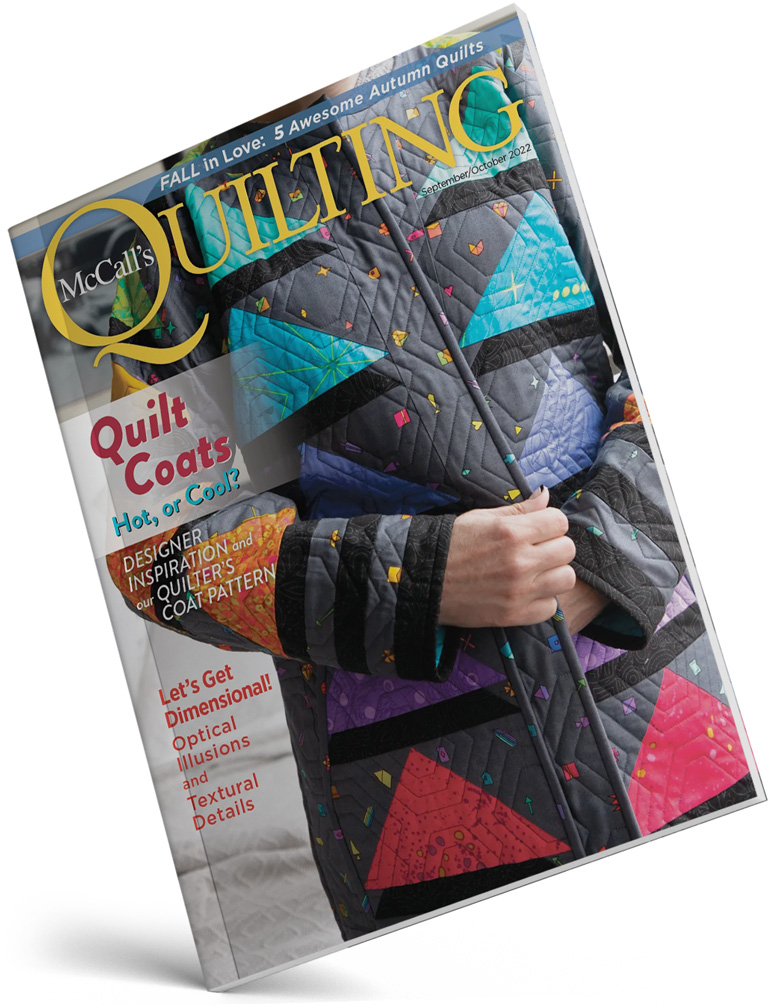 FALL in Love: 5 Awesome Autumn Quilts
McCall's
QUILTING
September/October 2022
Quilt
Coats
Hot, or Cool?
DESIGNER
INSPIRATION and
our QUILTER'S
COAT PATTERN
Let's Get
Dimensional!
Optical
Illusions
and
Textural
Details